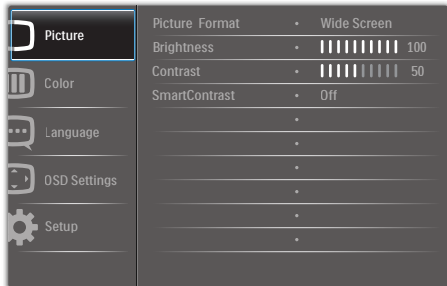 Picture
Color
Language
OSD Settings
Setup
Picture Format • Wide Screen
Brightness • 100
Contrast • 50
SmartContrast • Off
•
•
•
•
•
•